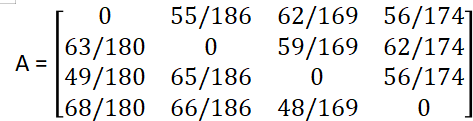 0 55/186 62/169 56/174
63/180 0 59/169 62/174
A = 49/180 65/186 0 56/174
68/180 66/186 48/169 0